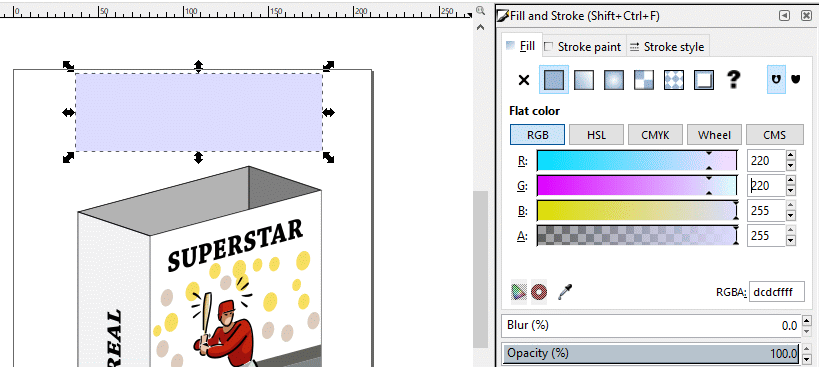 0 50 100 150 200 250
Fill and Stroke (Shift+Ctrl+F)
Fill Stroke paint Stroke style
?
Flat color
RGB HSL CMYK Wheel CMS
R: 220
G: 220
B: 255
A: 255
RGBA: dcdcffff
Blur (%) 0.0
Opacity (%) 100.0
SUPERSTAR
REAL